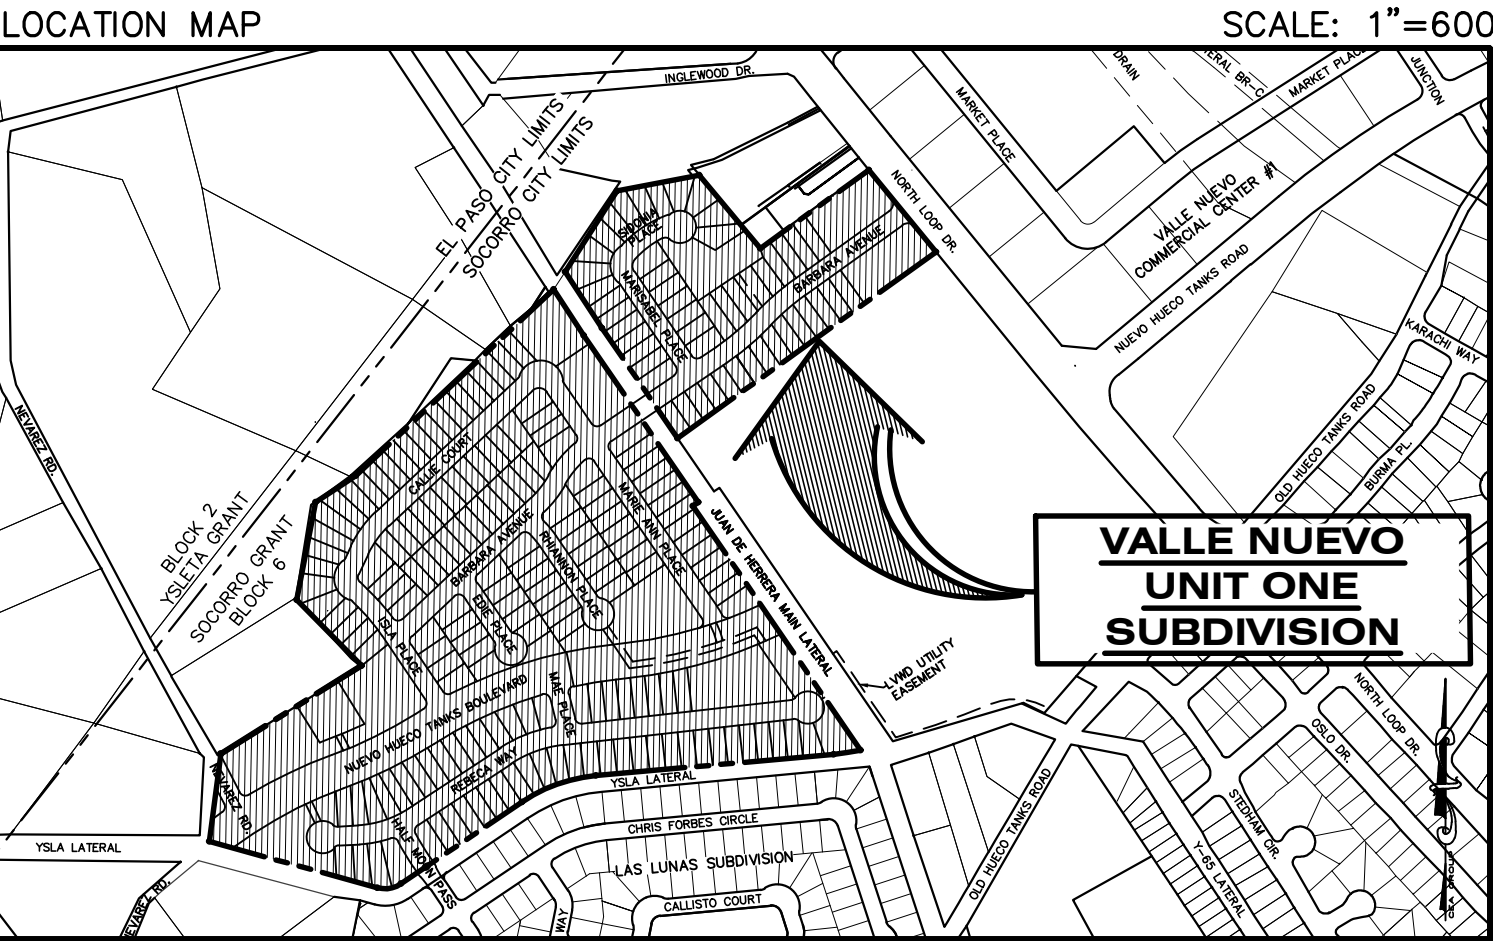 LOCATION MAP
SCALE: 1"=600
INGLEWOOD DR.
DRAIN
MARKET PLACE
JUNCTION
MARKET PLACE
EL PASO CITY LIMITS
SOCORRO CITY LIMITS
NORTH LOOP DR.
VALLE NUEVO
COMMERCIAL CENTER #1
SIDONIA
PLACE
BARBARA AVENUE
MARISABEL PLACE
NUEVO HUECO TANKS ROAD
KARACHI WAY
NEVAREZ RD.
OLD HUECO TANKS ROAD
BURMA PL.
CALLIE COURT
BLOCK 2
YSLETA GRANT
SOCORRO GRANT
BLOCK 6
BARBARA AVENUE
MARIE ANN PLACE
RHIANNON PLACE
JUAN DE HERRERA MAIN LATERAL
VALLE NUEVO
UNIT ONE
SUBDIVISION
EDIE PLACE
ISLA PLACE
LVWD UTILITY
EASEMENT
MAE PLACE
NUEVO HUECO TANKS BOULEVARD
NORTH LOOP DR.
OSLO DR.
REBECA WAY
NEVAREZ RD.
YSLA LATERAL
OLD HUECO TANKS ROAD
STEDHAM CIR.
CHRIS FORBES CIRCLE
HALF MOON PASS
YSLA LATERAL
LAS LUNAS SUBDIVISION
Y-65 LATERAL
CEA GROUP
CALLISTO COURT
WAY